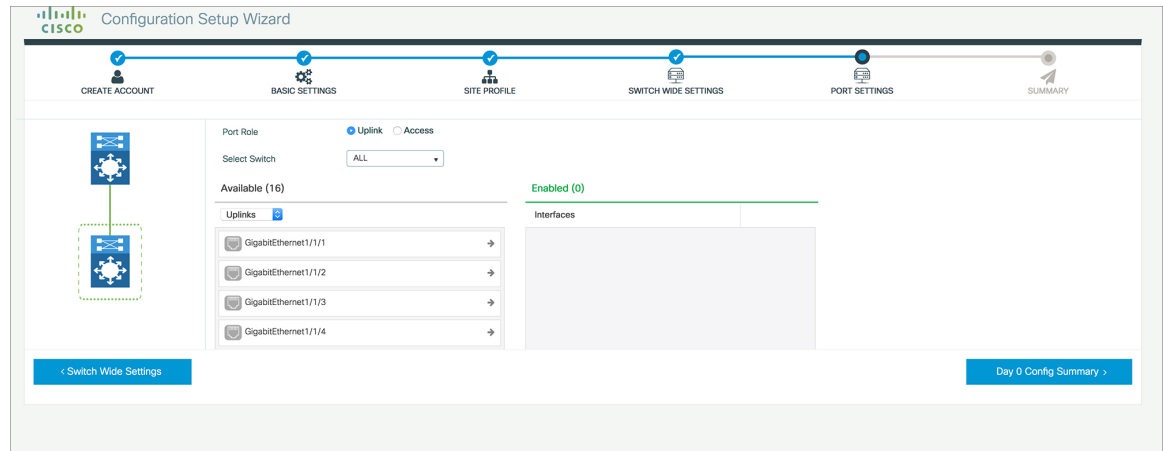 CISCO Configuration Setup Wizard
CREATE ACCOUNT BASIC SETTINGS SITE PROFILE SWITCH WIDE SETTINGS PORT SETTINGS SUMMARY
Port Role Uplink Access
Select Switch ALL
Available (16) Enabled (0)
Uplinks Interfaces
GigabitEthernet1/1/1
GigabitEthernet1/1/2
GigabitEthernet1/1/3
GigabitEthernet1/1/4
< Switch Wide Settings Day 0 Config Summary >